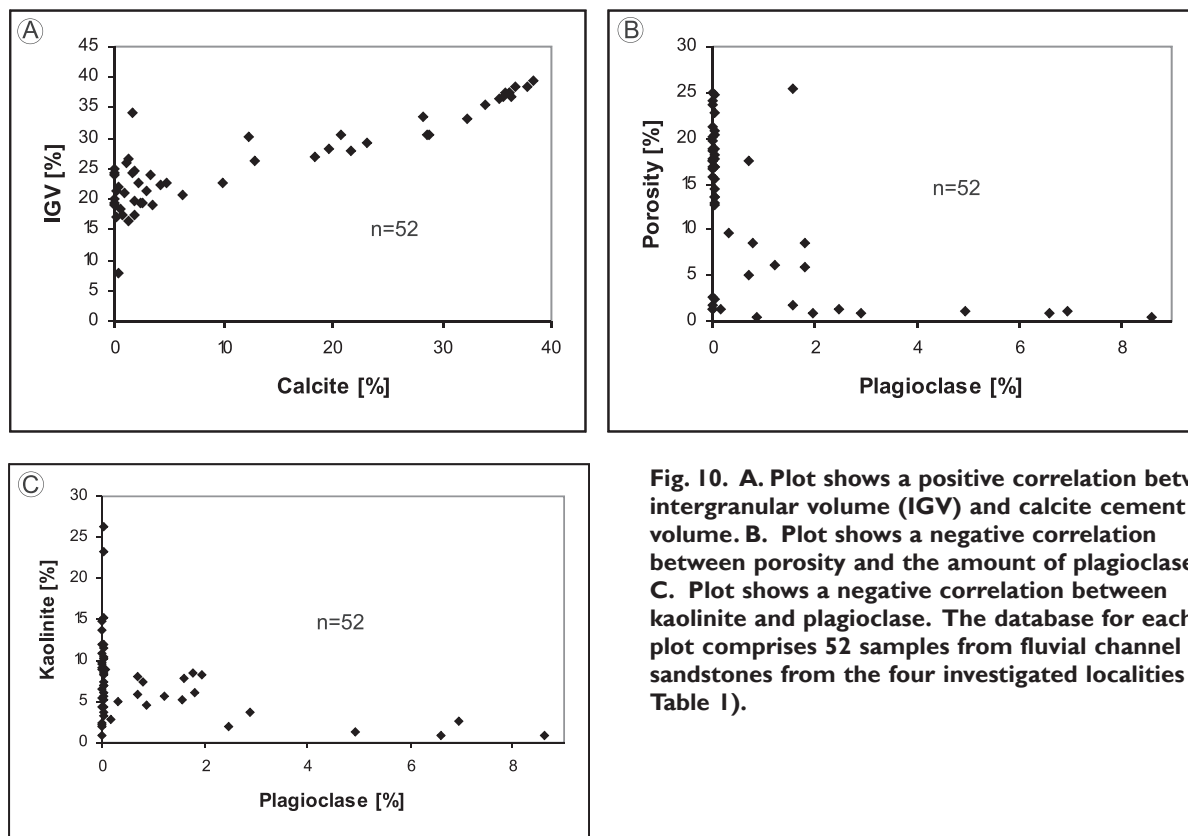 A
45
40
35
30
25
20
15
10
5
0
IGV [%]
n=52
0 10 20 30 40
Calcite [%]
B
30
25
20
15
10
5
0
Porosity [%]
n=52
0 2 4 6 8
Plagioclase [%]
C
30
25
20
15
10
5
0
Kaolinite [%]
n=52
0 2 4 6 8
Plagioclase [%]
Fig. 10. A. Plot shows a positive correlation
intergranular volume (IGV) and calcite cement
volume. B. Plot shows a negative correlation
between porosity and the amount of plagioclase
C. Plot shows a negative correlation between
kaolinite and plagioclase. The database for each
plot comprises 52 samples from fluvial channel
sandstones from the four investigated localities
Table 1).